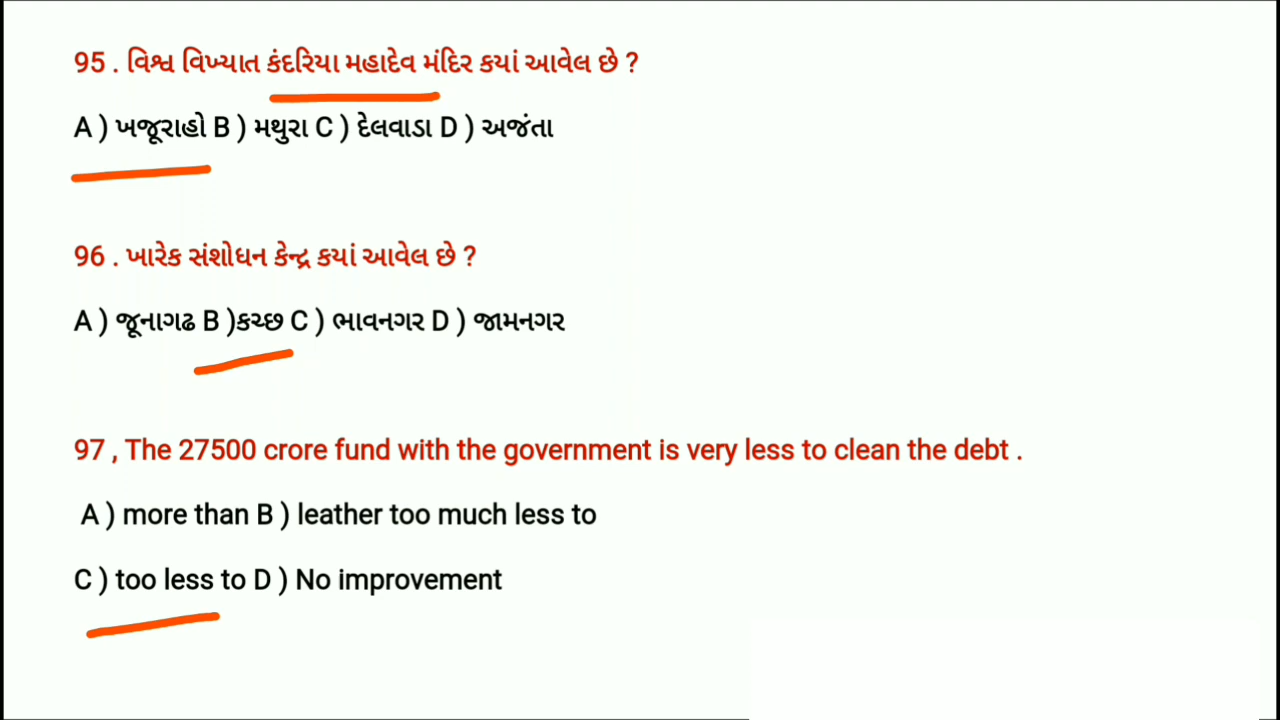 95 . વિશ્વ વિખ્યાત કંદરિયા મહાદેવ મંદિર કયાં આવેલ છે ?
A ) ખજૂરાહો B ) મથુરા C ) દેલવાડા D ) અજંતા
96 . ખારેક સંશોધન કેન્દ્ર કયાં આવેલ છે ?
A ) જૂનાગઢ B )કચ્છ C ) ભાવનગર D ) જામનગર
97 , The 27500 crore fund with the government is very less to clean the debt .
A ) more than B ) leather too much less to
C ) too less to D ) No improvement